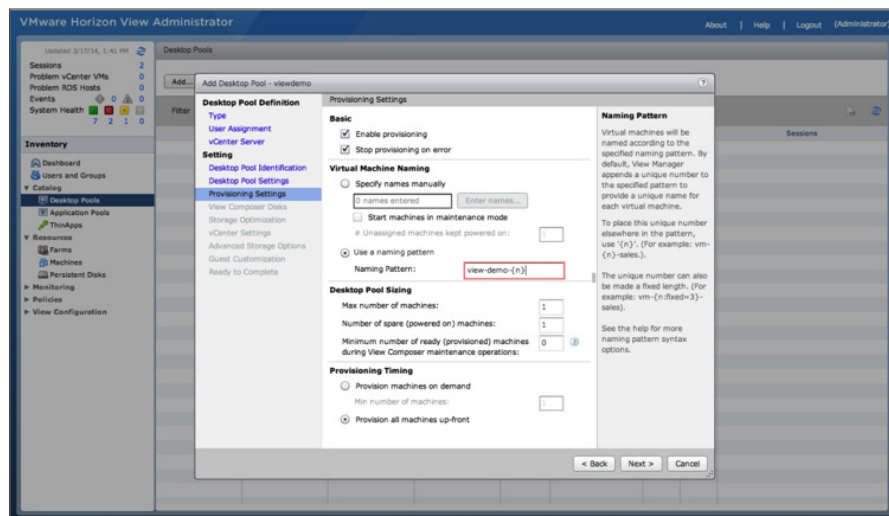 VMware Horizon View Administrator
About | Help | Logout (Administrator)
Updated 3/17/14, 1:41 PM
Sessions 2
Problem vCenter VMs 0
Problem RDS Hosts 0
Events 0 0
System Health
7 2 1 0
Inventory
Dashboard
Users and Groups
Catalog
Desktop Pools
Application Pools
ThinApps
Resources
Farms
Machines
Persistent Disks
Monitoring
Policies
View Configuration
Desktop Pools
Add...
Filter
Sessions
Add Desktop Pool - viewdemo
?
Desktop Pool Definition
Type
User Assignment
vCenter Server
Setting
Desktop Pool Identification
Desktop Pool Settings
Provisioning Settings
View Composer Disks
Storage Optimization
vCenter Settings
Advanced Storage Options
Guest Customization
Ready to Complete
Provisioning Settings
Basic
Enable provisioning
Stop provisioning on error
Virtual Machine Naming
Specify names manually
0 names entered Enter names...
Start machines in maintenance mode
# Unassigned machines kept powered on: 1
Use a naming pattern
Naming Pattern: view-demo-{n}
Desktop Pool Sizing
Max number of machines: 1
Number of spare (powered on) machines: 1
Minimum number of ready (provisioned) machines 0
during View Composer maintenance operations:
Provisioning Timing
Provision machines on demand
Min number of machines: 1
Provision all machines up-front
Naming Pattern
Virtual machines will be
named according to the
specified naming pattern. By
default, View Manager
appends a unique number to
the specified pattern to
provide a unique name for
each virtual machine.
To place this unique number
elsewhere in the pattern,
use '{n}'. (For example: vm-
{n}-sales.).
The unique number can also
be made a fixed length. (For
example: vm-{n:fixed=3}-
sales).
See the help for more
naming pattern syntax
options.
< Back Next > Cancel